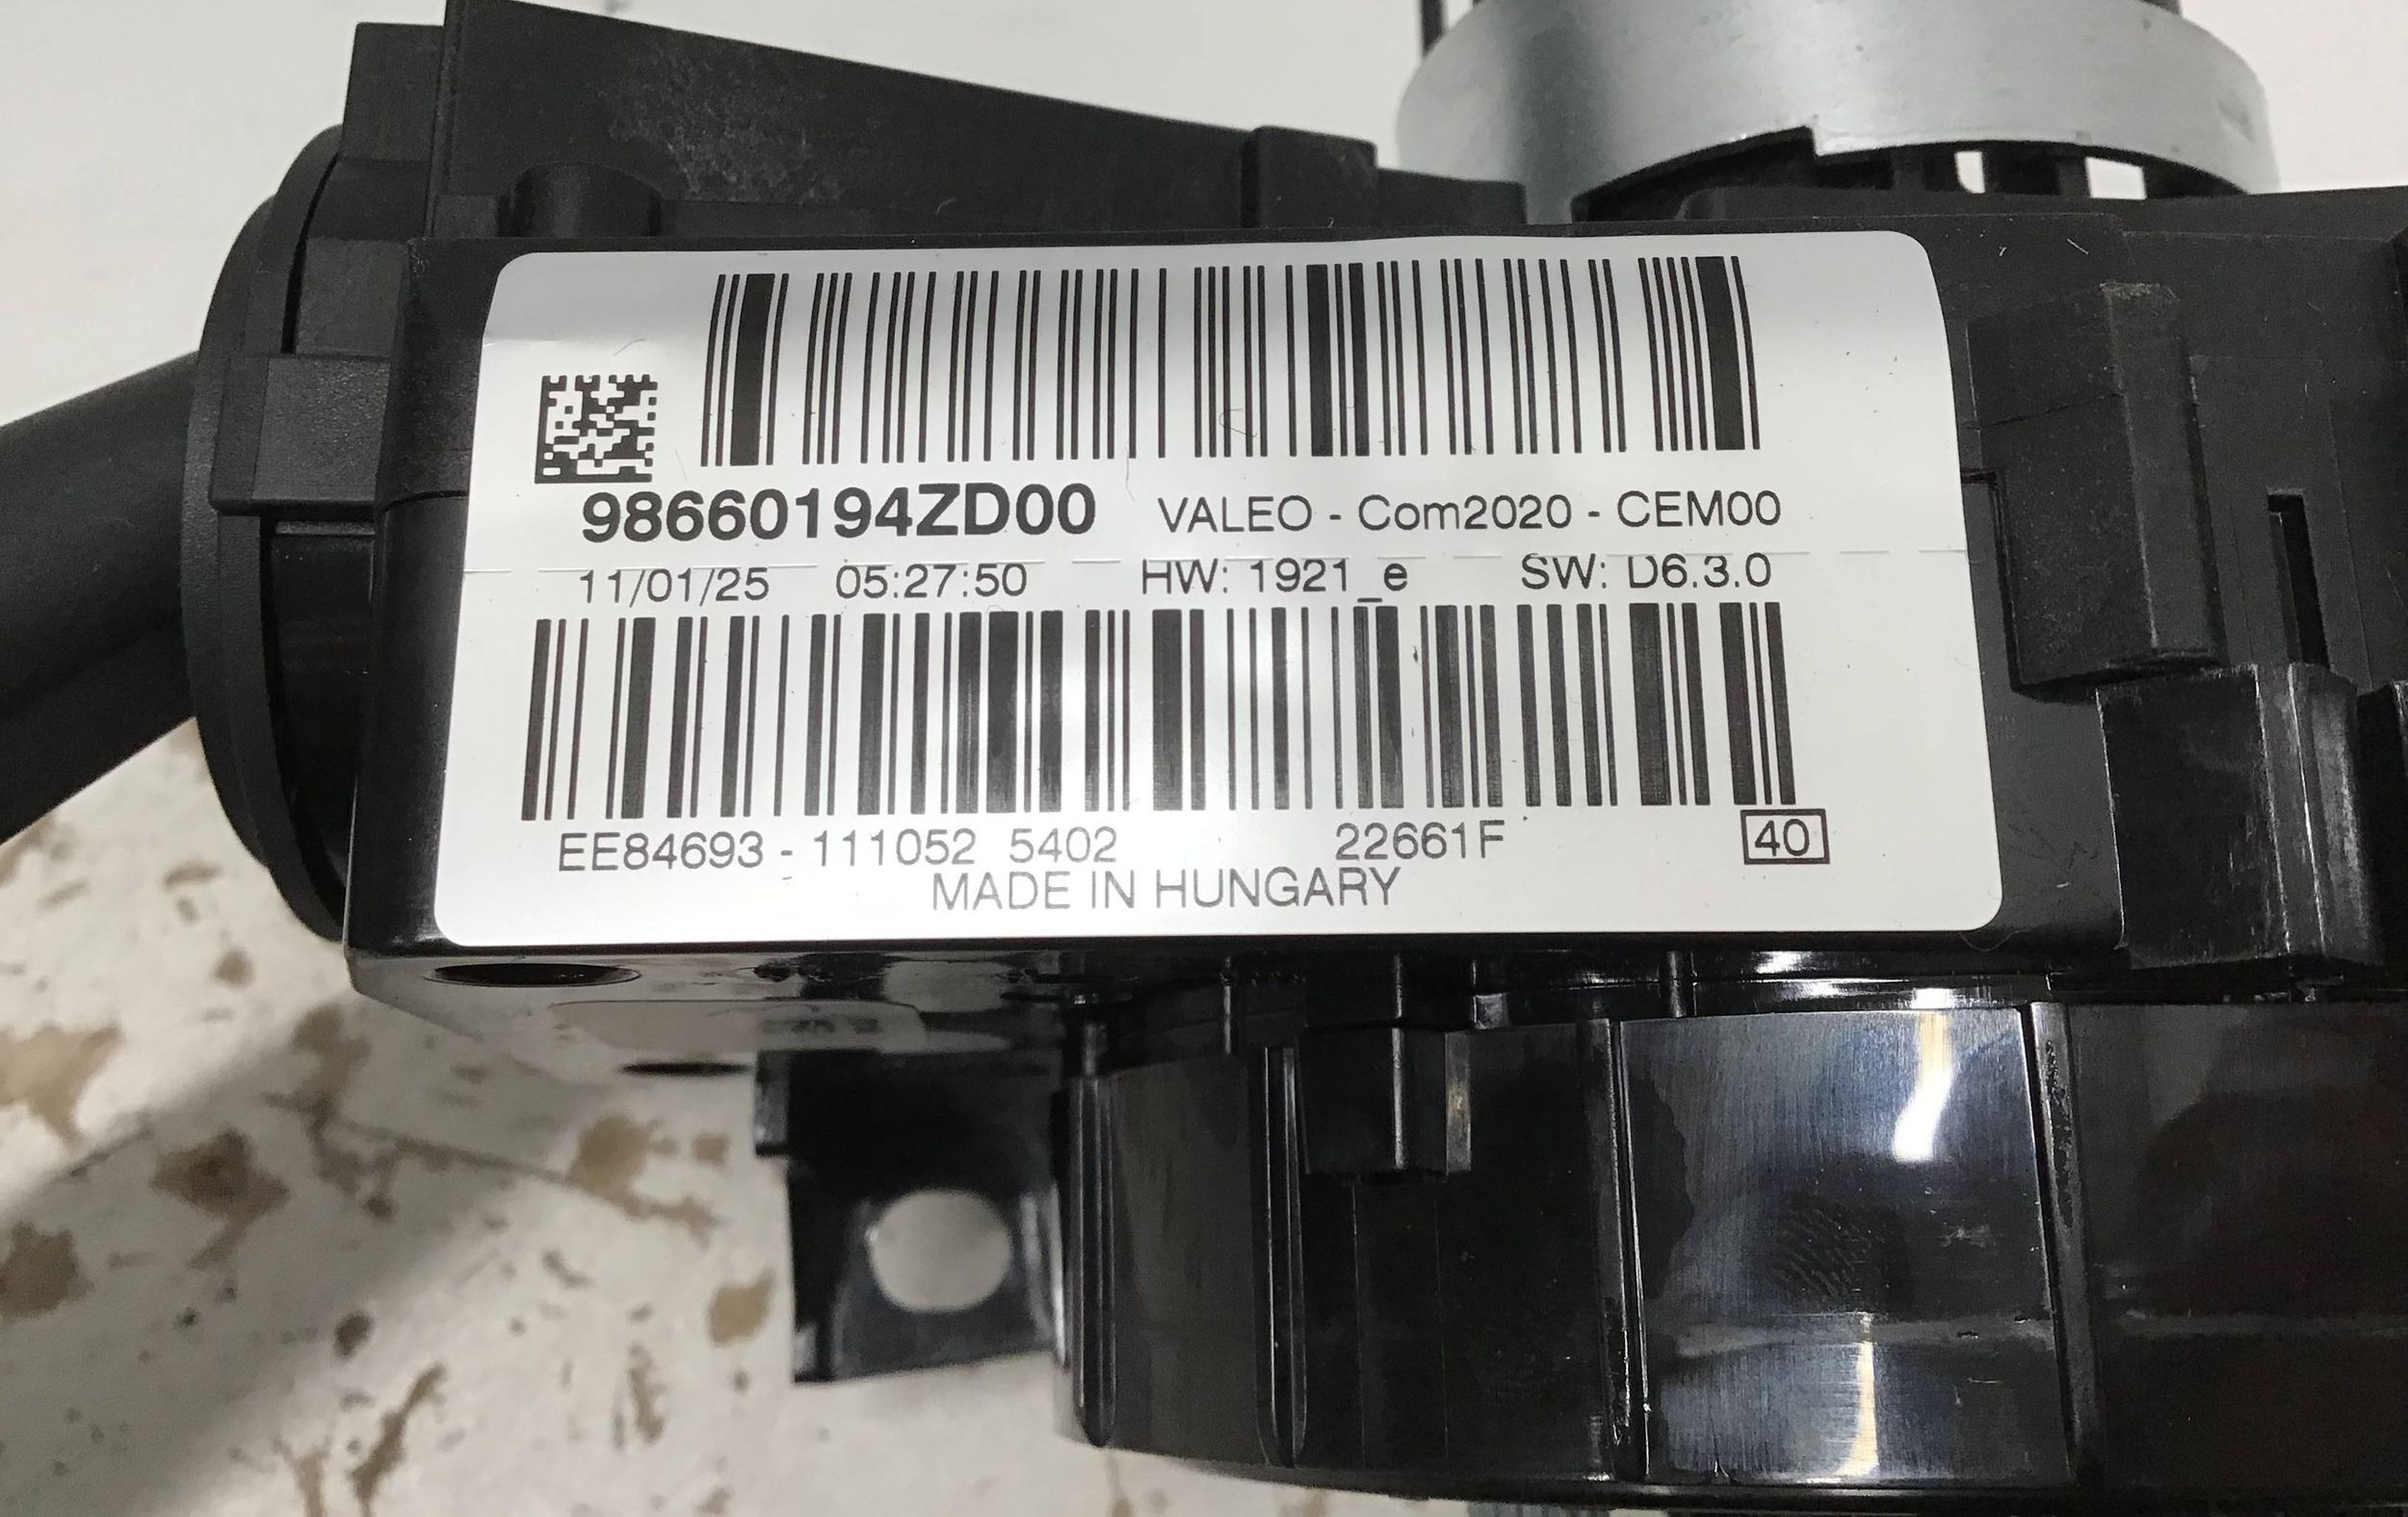 98660194ZD00 VALEO - Com2020 - CEM00
11/01/25 05:27:50 HW: 1921_e SW: D6.3.0
EE84693 - 111052 5402 22661F 40
MADE IN HUNGARY